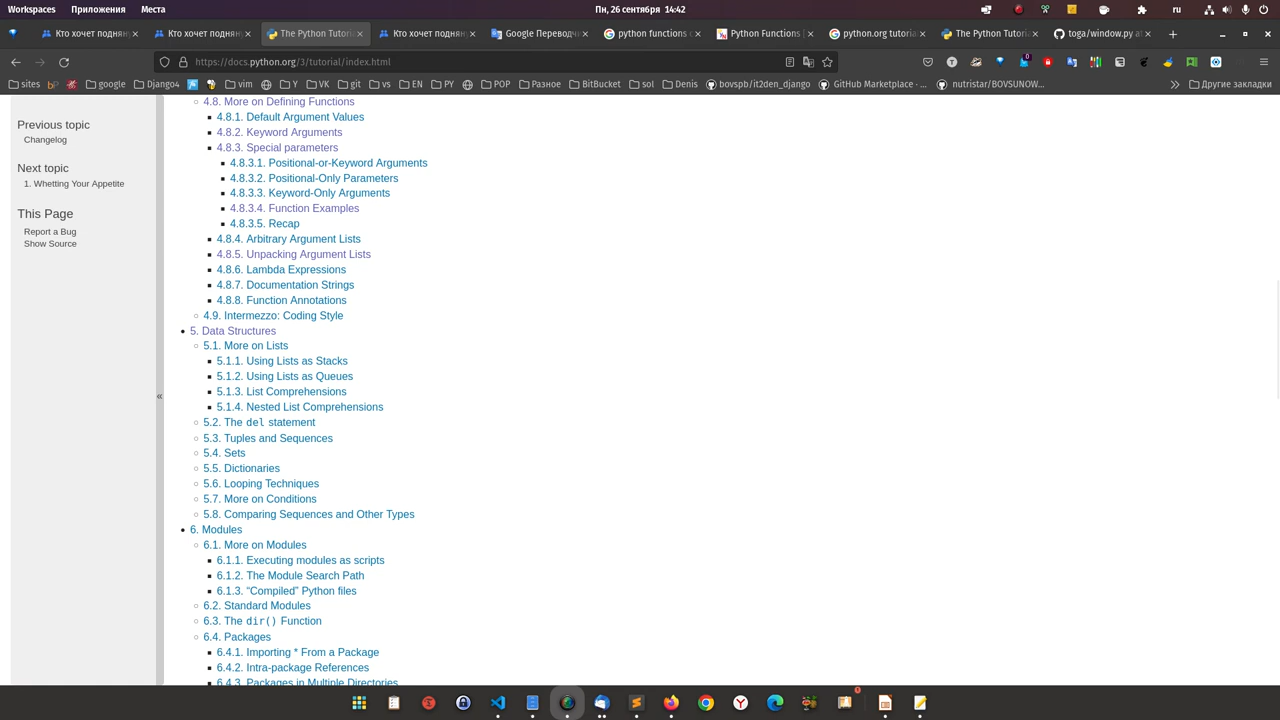 Workspaces Приложения Места Пн, 26 сентября 14:42 ru
Кто хочет подняну Кто хочет подняну The Python Tutoria Кто хочет подняну Google Переводчи python functions c Python Functions | python.org tutoria The Python Tutoria toga/window.py at
https://docs.python.org/3/tutorial/index.html
sites google Django4 vim Y VK git vs EN PY POP Разное BitBucket sol Denis bovspb/it2den_django GitHub Marketplace · ... nutristar/BOVSUNOW... Другие закладки
Previous topic
Changelog
Next topic
1. Whetting Your Appetite
This Page
Report a Bug
Show Source
«
4.8. More on Defining Functions
4.8.1. Default Argument Values
4.8.2. Keyword Arguments
4.8.3. Special parameters
4.8.3.1. Positional-or-Keyword Arguments
4.8.3.2. Positional-Only Parameters
4.8.3.3. Keyword-Only Arguments
4.8.3.4. Function Examples
4.8.3.5. Recap
4.8.4. Arbitrary Argument Lists
4.8.5. Unpacking Argument Lists
4.8.6. Lambda Expressions
4.8.7. Documentation Strings
4.8.8. Function Annotations
4.9. Intermezzo: Coding Style
5. Data Structures
5.1. More on Lists
5.1.1. Using Lists as Stacks
5.1.2. Using Lists as Queues
5.1.3. List Comprehensions
5.1.4. Nested List Comprehensions
5.2. The del statement
5.3. Tuples and Sequences
5.4. Sets
5.5. Dictionaries
5.6. Looping Techniques
5.7. More on Conditions
5.8. Comparing Sequences and Other Types
6. Modules
6.1. More on Modules
6.1.1. Executing modules as scripts
6.1.2. The Module Search Path
6.1.3. “Compiled” Python files
6.2. Standard Modules
6.3. The dir() Function
6.4. Packages
6.4.1. Importing * From a Package
6.4.2. Intra-package References
6.4.3. Packages in Multiple Directories